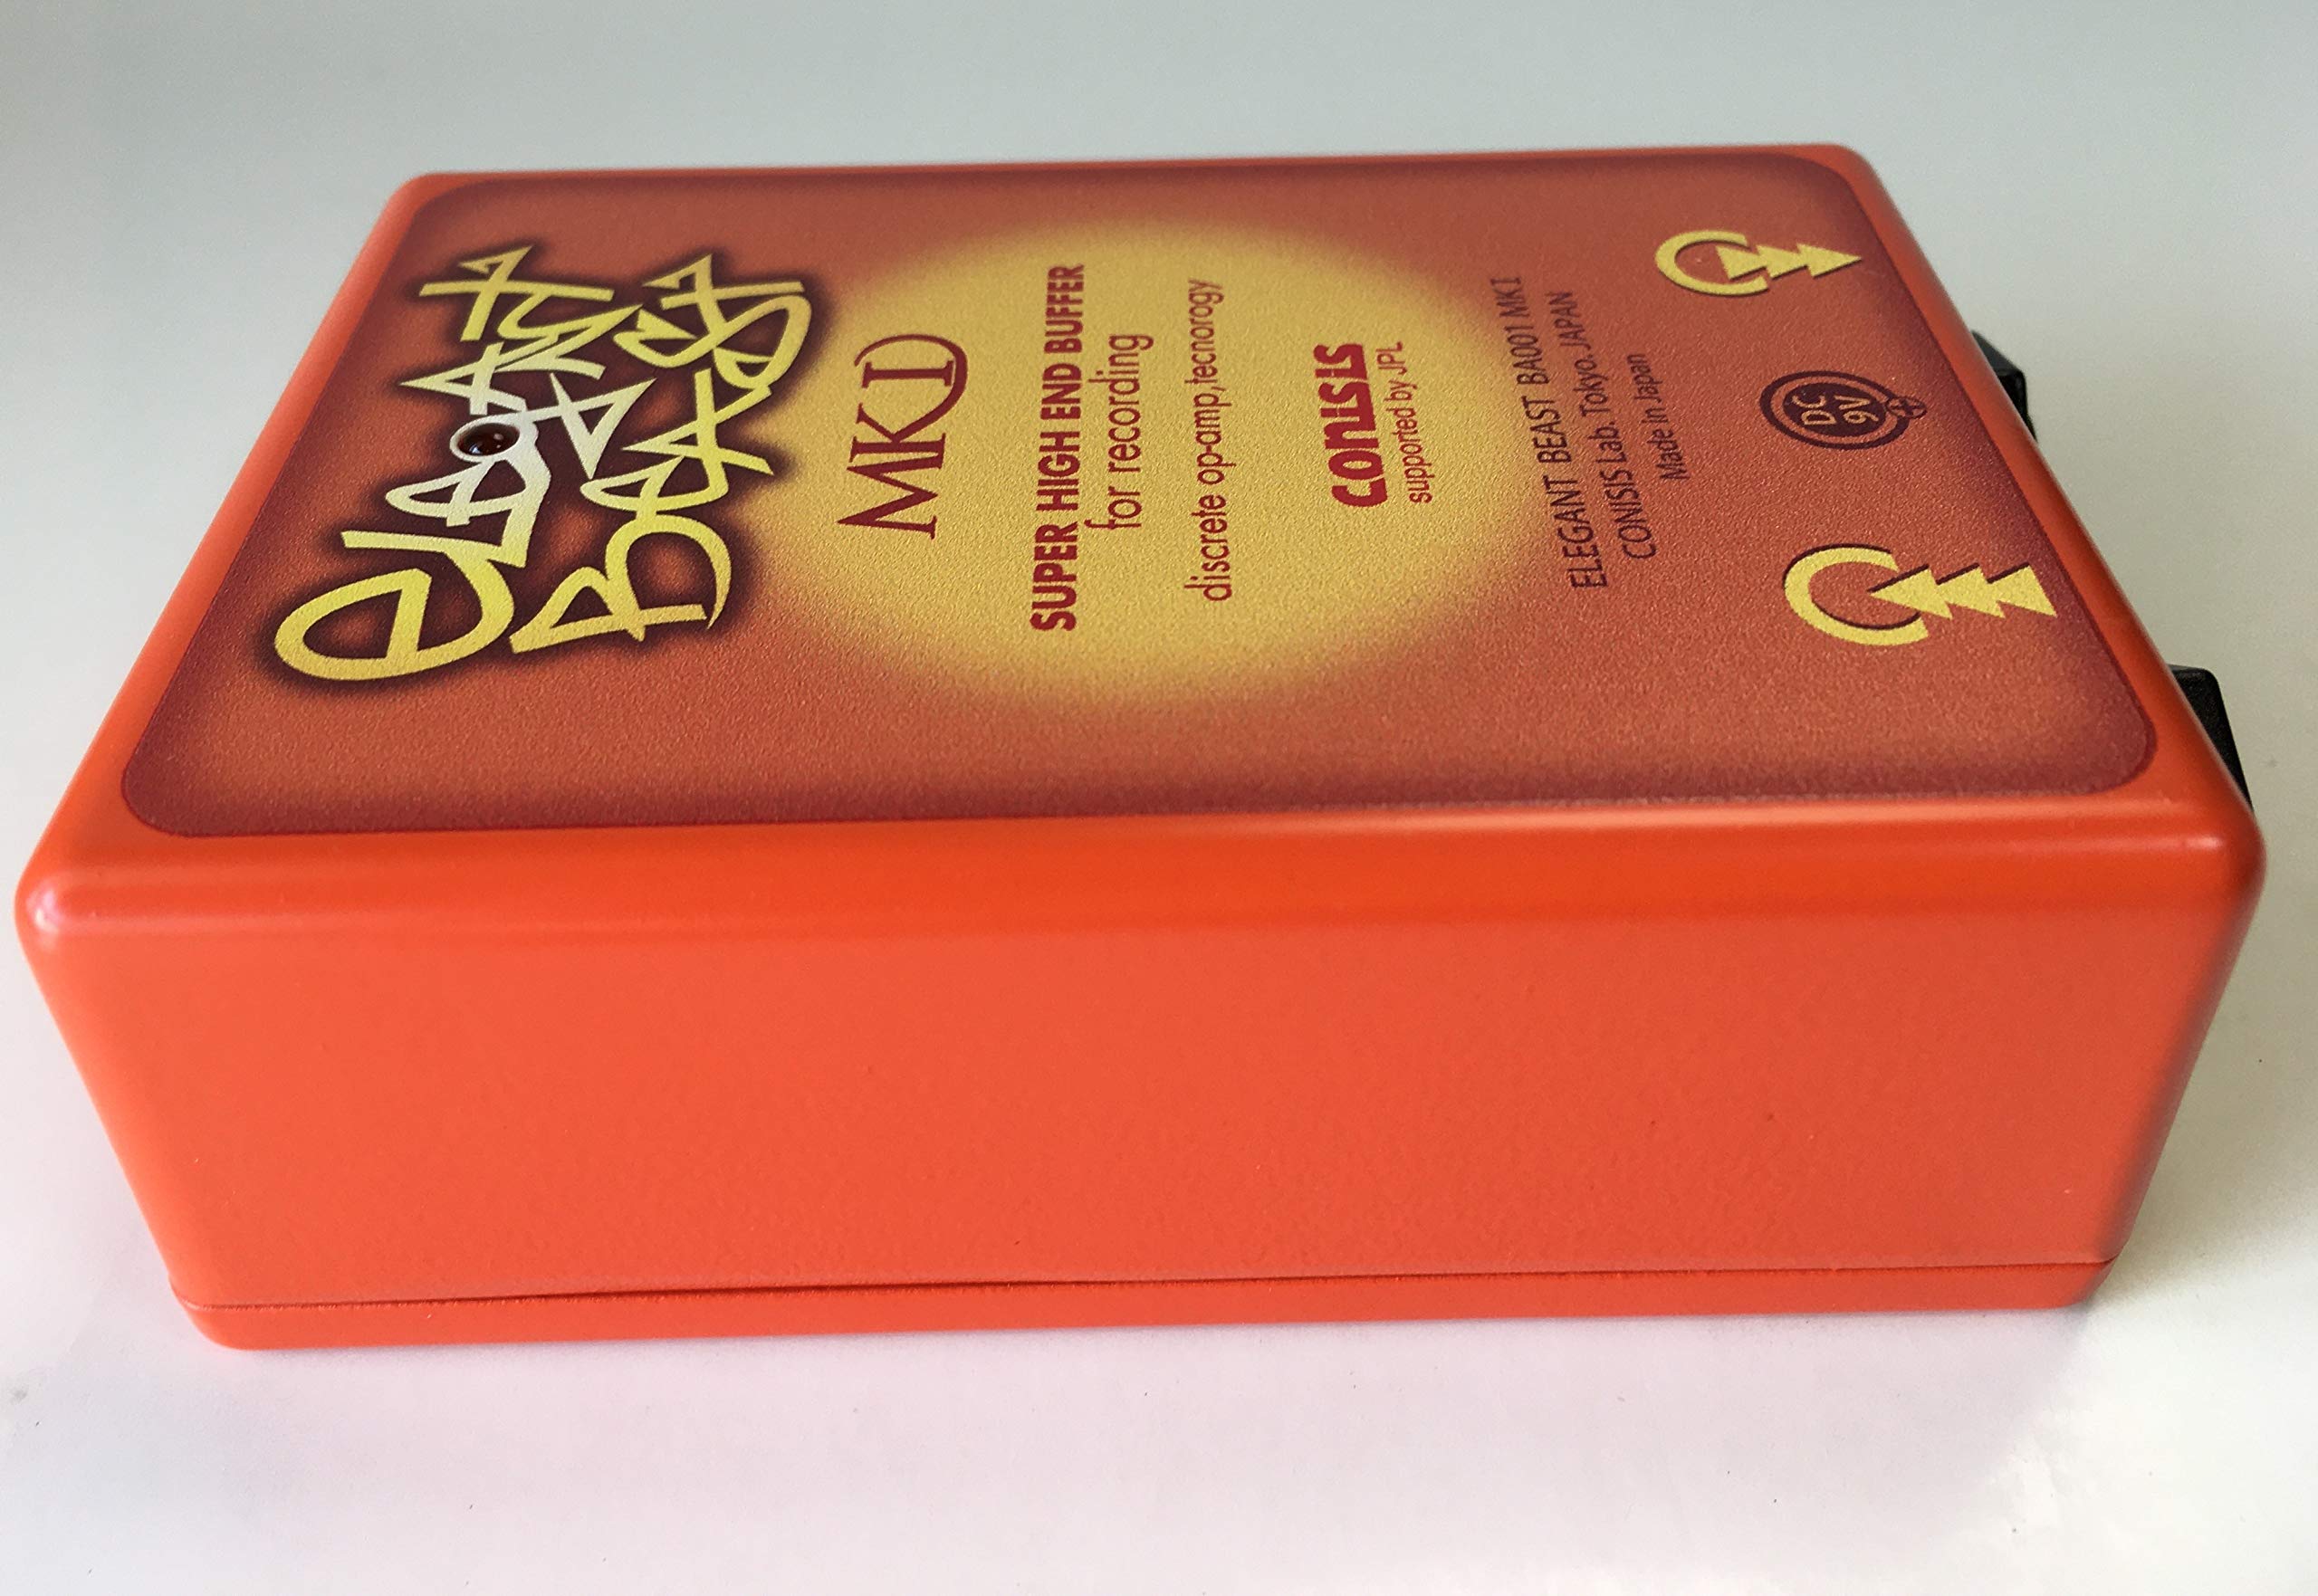 eLeGAnt
BeAst
MKI
SUPER HIGH END BUFFER
for recording
discrete op-amp,tecnorogy
conisis
supported by JPL
ELEGANT BEAST BA001 MKI
CONISIS Lab. Tokyo.JAPAN
Made in Japan
DC
9V